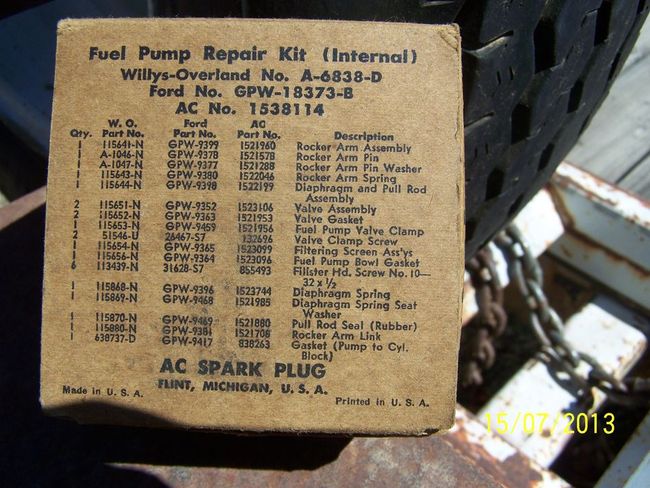 Fuel Pump Repair Kit (Internal)
Willys-Overland No. A-6838-D
Ford No. GPW-18373-B
AC No. 1538114
W. O. Ford AC
Qty. Part No. Part No. Part No. Description
1 115641-N GPW-9399 1521960 Rocker Arm Assembly
1 A-1046-N GPW-9378 1521578 Rocker Arm Pin
1 A-1047-N GPW-9377 1521288 Rocker Arm Pin Washer
1 115643-N GPW-9380 1522046 Rocker Arm Spring
1 115644-N GPW-9398 1522199 Diaphragm and Pull Rod
Assembly
2 115651-N GPW-9352 1523106 Valve Assembly
2 115652-N GPW-9363 1521953 Valve Gasket
1 115653-N GPW-9459 1521956 Fuel Pump Valve Clamp
2 51546-U 26467-S7 132696 Valve Clamp Screw
1 115654-N GPW-9365 1523099 Filtering Screen Ass'ys
1 115656-N GPW-9364 1523096 Fuel Pump Bowl Gasket
6 113439-N 31628-S7 855493 Fillister Hd. Screw No. 10—
32 x ½
1 115868-N GPW-9396 1523744 Diaphragm Spring
1 115869-N GPW-9468 1521985 Diaphragm Spring Seat
Washer
1 115870-N GPW-9469 1521880 Pull Rod Seal (Rubber)
1 115880-N GPW-9381 1521708 Rocker Arm Link
1 638737-D GPW-9417 838263 Gasket (Pump to Cyl.
Block)
AC SPARK PLUG
FLINT, MICHIGAN, U. S. A.
Made in U. S. A. Printed in U. S. A.
15/07/2013